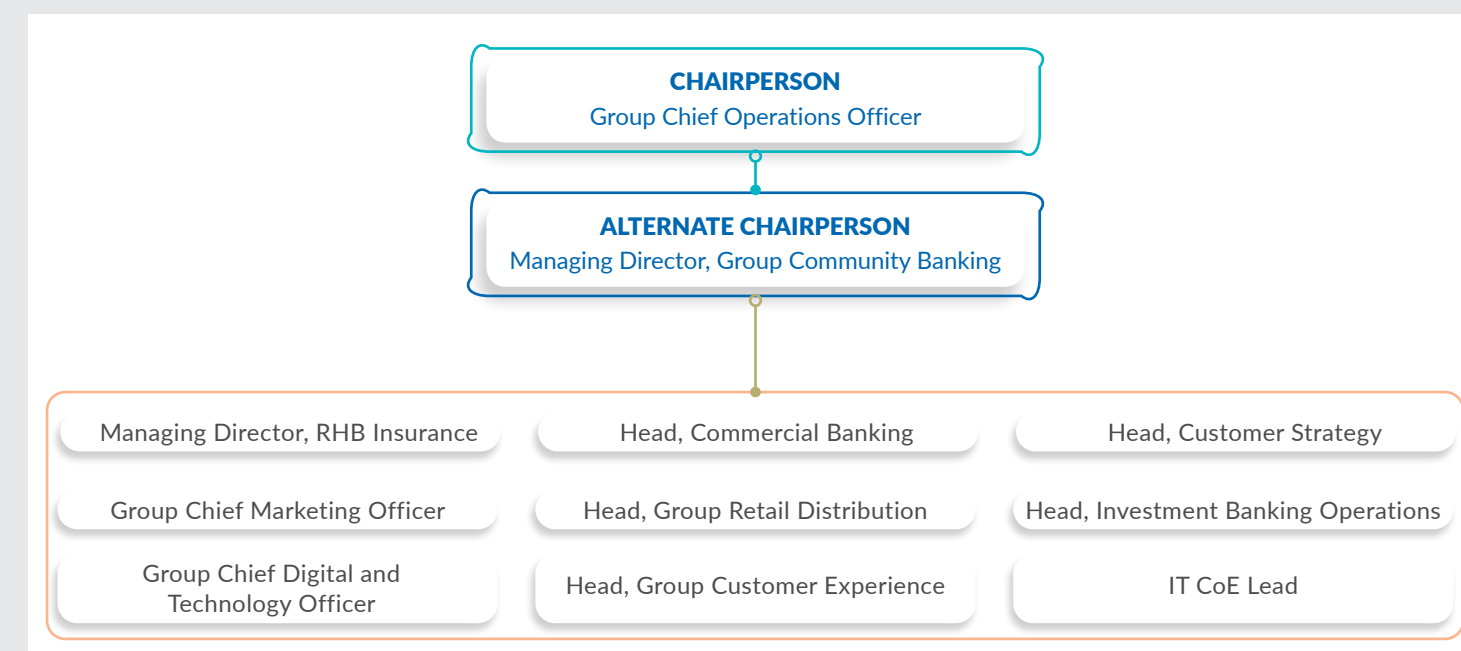 CHAIRPERSON
Group Chief Operations Officer
ALTERNATE CHAIRPERSON
Managing Director, Group Community Banking
Managing Director, RHB Insurance
Head, Commercial Banking
Head, Customer Strategy
Group Chief Marketing Officer
Head, Group Retail Distribution
Head, Investment Banking Operations
Group Chief Digital and
Technology Officer
Head, Group Customer Experience
IT CoE Lead